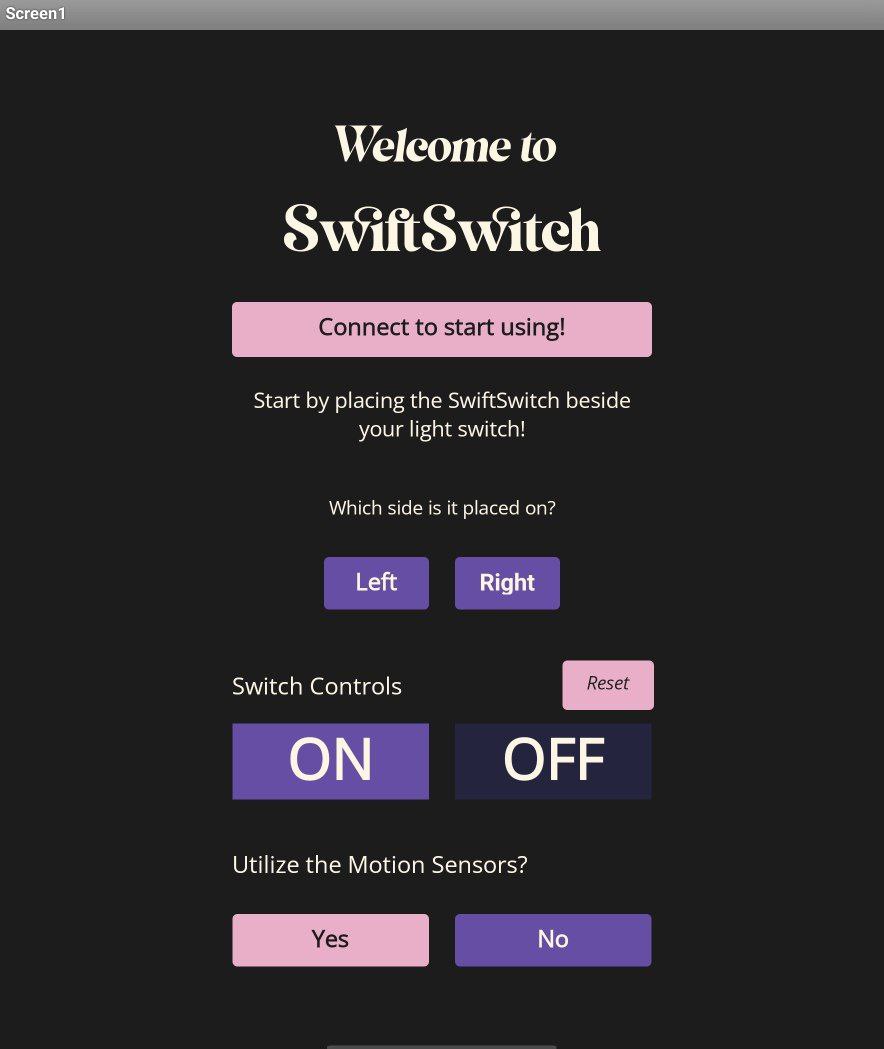 Screen1
Welcome to
SwiftSwitch
Connect to start using!
Start by placing the SwiftSwitch beside
your light switch!
Which side is it placed on?
Left Right
Switch Controls Reset
ON OFF
Utilize the Motion Sensors?
Yes No